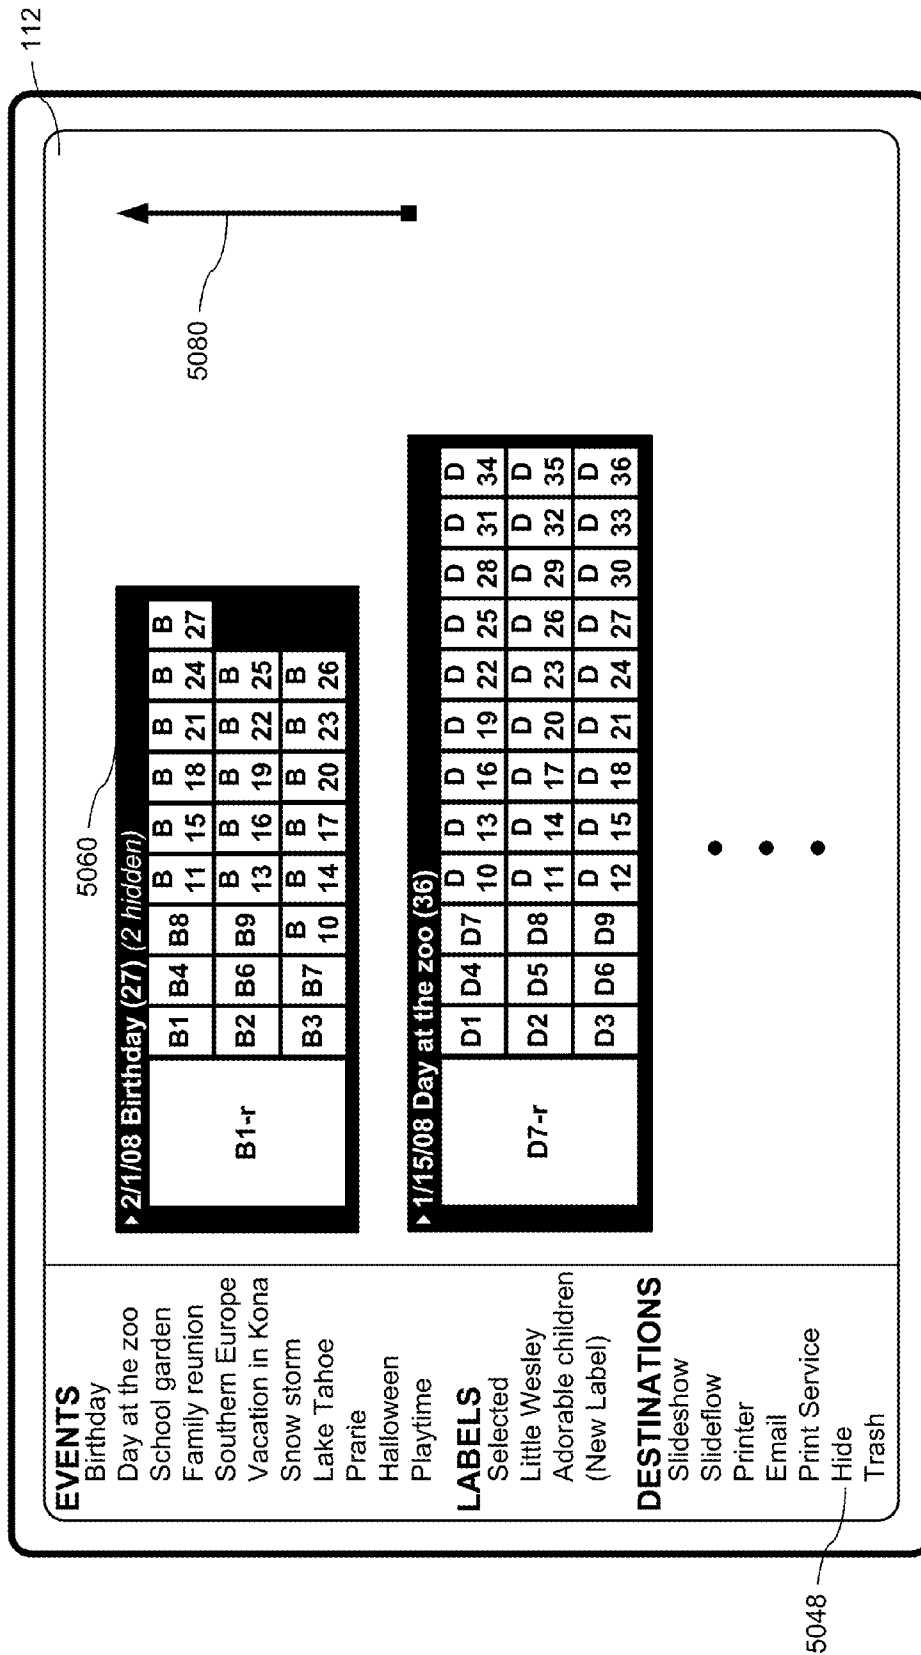 112
5080
5060
5048
EVENTS
Birthday
Day at the zoo
School garden
Family reunion
Southern Europe
Vacation in Kona
Snow storm
Lake Tahoe
Prarie
Halloween
Playtime
LABELS
Selected
Little Wesley
Adorable children
(New Label)
DESTINATIONS
Slideshow
Slideflow
Printer
Email
Print Service
Hide
Trash
2/1/08 Birthday (27) (2 hidden)
B1-r
B1 B4 B8 B 11 B 15 B 18 B 21 B 24 B 27
B2 B6 B9 B 13 B 16 B 19 B 22 B 25
B3 B7 B 10 B 14 B 17 B 20 B 23 B 26
1/15/08 Day at the zoo (36)
D7-r
D1 D4 D7 D 10 D 13 D 16 D 19 D 22 D 25 D 28 D 31 D 34
D2 D5 D8 D 11 D 14 D 17 D 20 D 23 D 26 D 29 D 32 D 35
D3 D6 D9 D 12 D 15 D 18 D 21 D 24 D 27 D 30 D 33 D 36